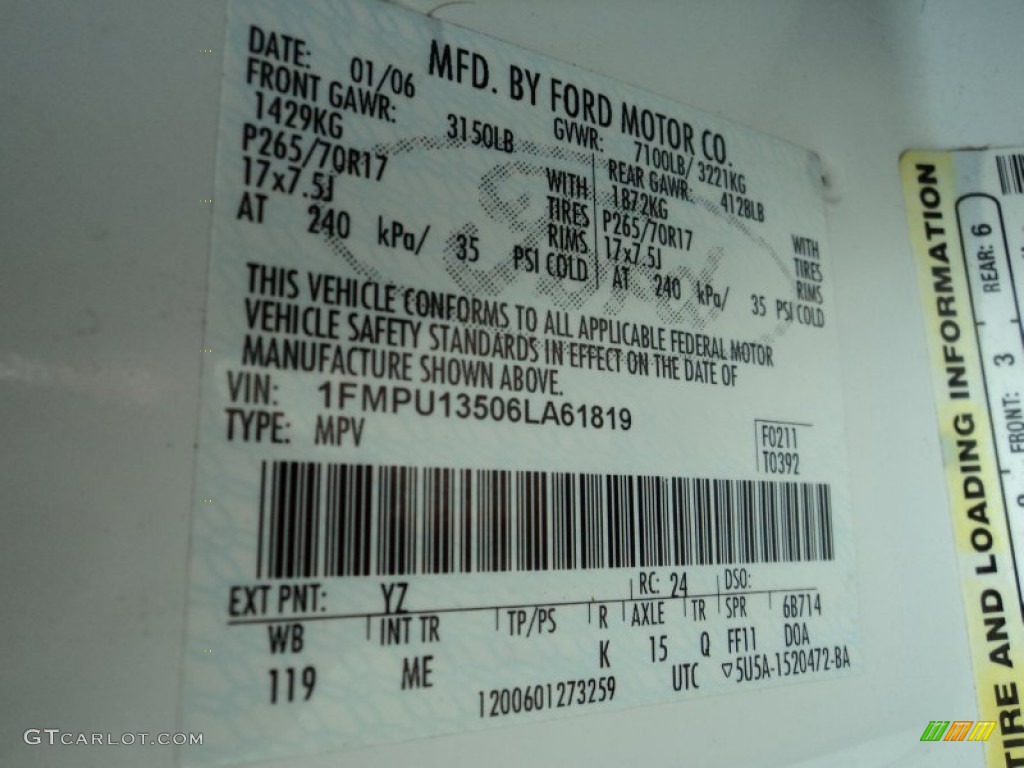 MFD. BY FORD MOTOR CO.
DATE: 01/06 GVWR: 7100LB/ 3221KG
FRONT GAWR: 3150LB REAR GAWR: 4128LB
1429KG WITH 1872KG WITH
P265/70R17 TIRES P265/70R17 TIRES
17x7.5J RIMS 17x7.5J RIMS
AT 240 kPa/ 35 PSI COLD AT 240 kPa/ 35 PSI COLD
THIS VEHICLE CONFORMS TO ALL APPLICABLE FEDERAL MOTOR
VEHICLE SAFETY STANDARDS IN EFFECT ON THE DATE OF
MANUFACTURE SHOWN ABOVE.
VIN: 1FMPU13506LA61819
TYPE: MPV
F0211
T0392
EXT PNT: YZ RC: 24 DSO:
WB INT TR TP/PS R AXLE TR SPR 6B714
119 ME K 15 Q FF11 DOA
1200601273259 UTC ▽5U5A-1520472-BA
Ford
TIRE AND LOADING INFORMATION
FRONT: 3 REAR: 6
GTCARLOT.COM